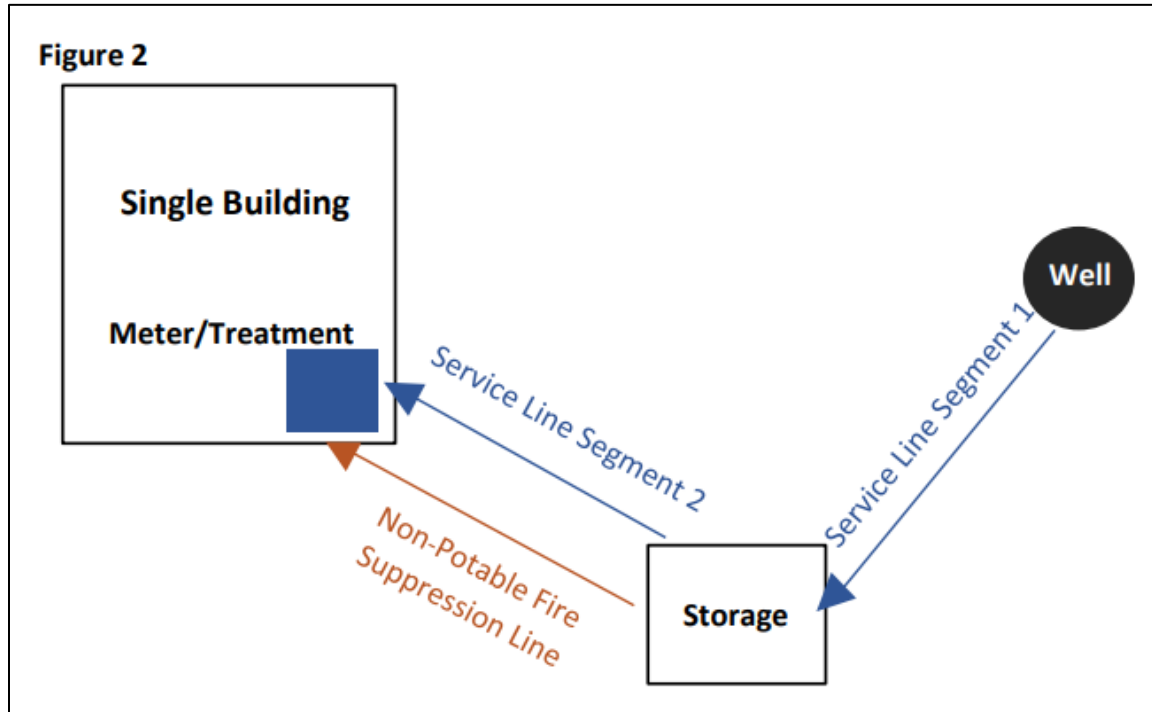 Figure 2
Single Building
Meter/Treatment
Well
Service Line Segment 1
Service Line Segment 2
Non-Potable Fire
Suppression Line
Storage